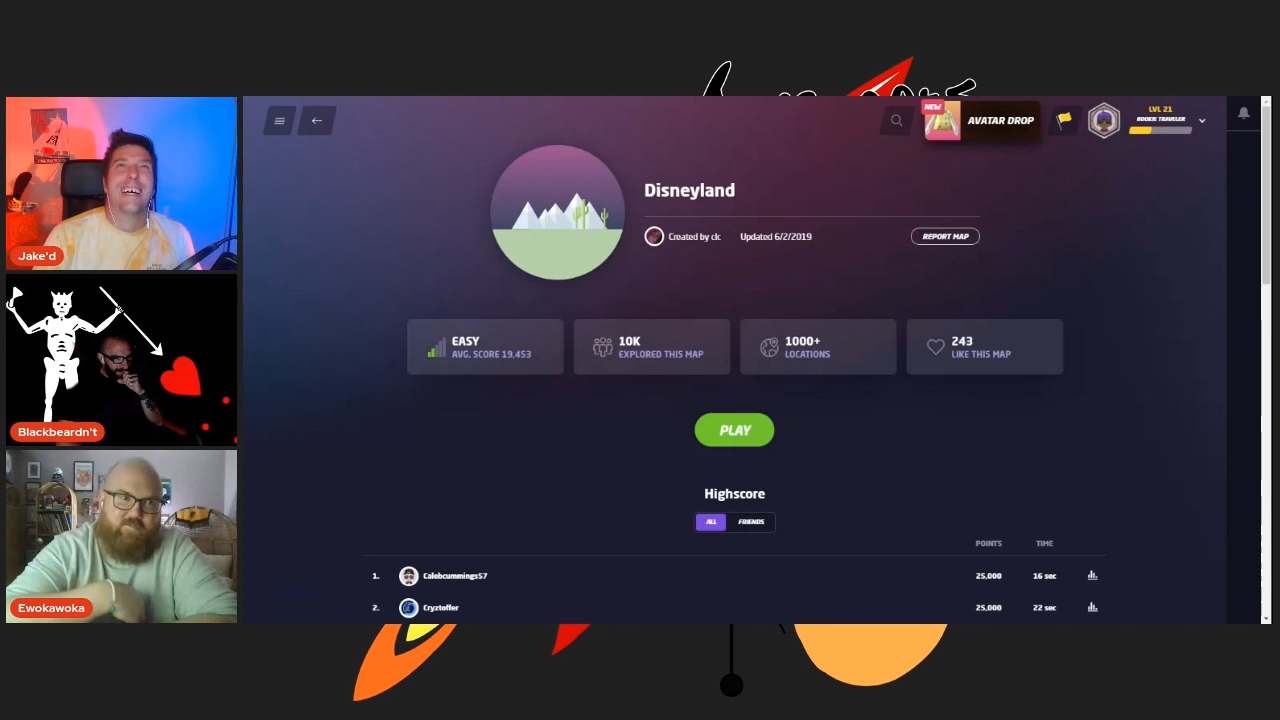 NEW
AVATAR DROP
LVL 21
ROOKIE TRAVELER
Disneyland
Created by clc
Updated 6/2/2019
REPORT MAP
EASY
AVG. SCORE 19,453
10K
EXPLORED THIS MAP
1000+
LOCATIONS
243
LIKE THIS MAP
PLAY
Highscore
ALL
FRIENDS
POINTS
TIME
1. Calebcummings57 25,000 16 sec
2. Cryztoffer 25,000 22 sec
Jake'd
Blackbeardn't
Ewokawoka